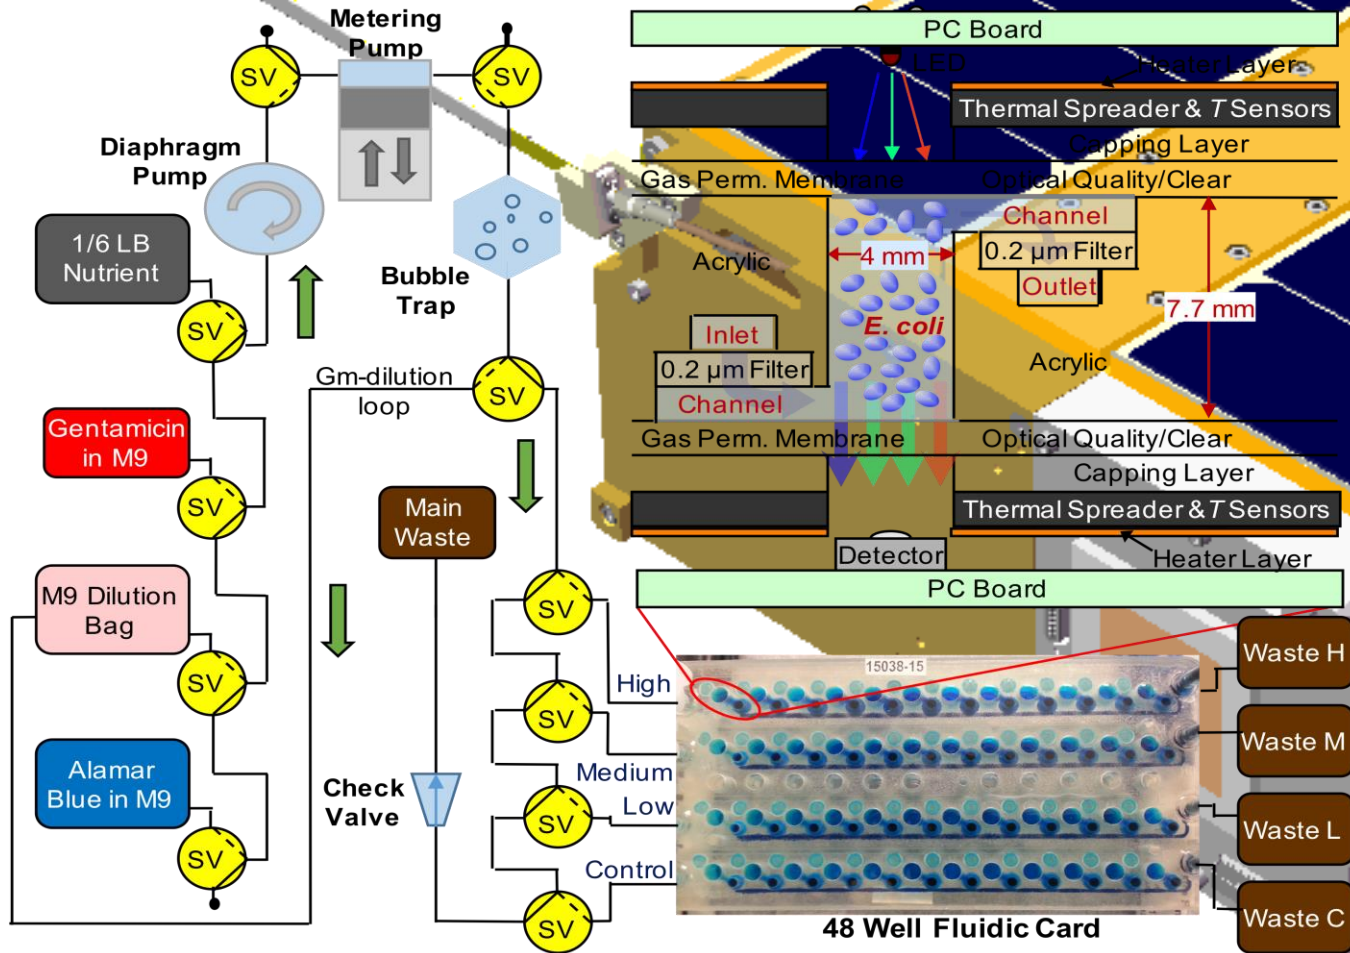 Metering
Pump
SV
SV
Diaphragm
Pump
1/6 LB
Nutrient
SV
Bubble
Trap
Gentamicin
in M9
SV
Gm-dilution
loop
SV
M9 Dilution
Bag
SV
Alamar
Blue in M9
SV
Main
Waste
Check
Valve
SV
SV
SV
SV
High
Medium
Low
Control
PC Board
LED
Heater Layer
Thermal Spreader & T Sensors
Capping Layer
Gas Perm. Membrane
Optical Quality/Clear
Channel
0.2 µm Filter
Outlet
Acrylic
4 mm
7.7 mm
E. coli
Inlet
0.2 µm Filter
Channel
Acrylic
Gas Perm. Membrane
Optical Quality/Clear
Capping Layer
Thermal Spreader & T Sensors
Detector
Heater Layer
PC Board
15038-15
Waste H
Waste M
Waste L
Waste C
48 Well Fluidic Card